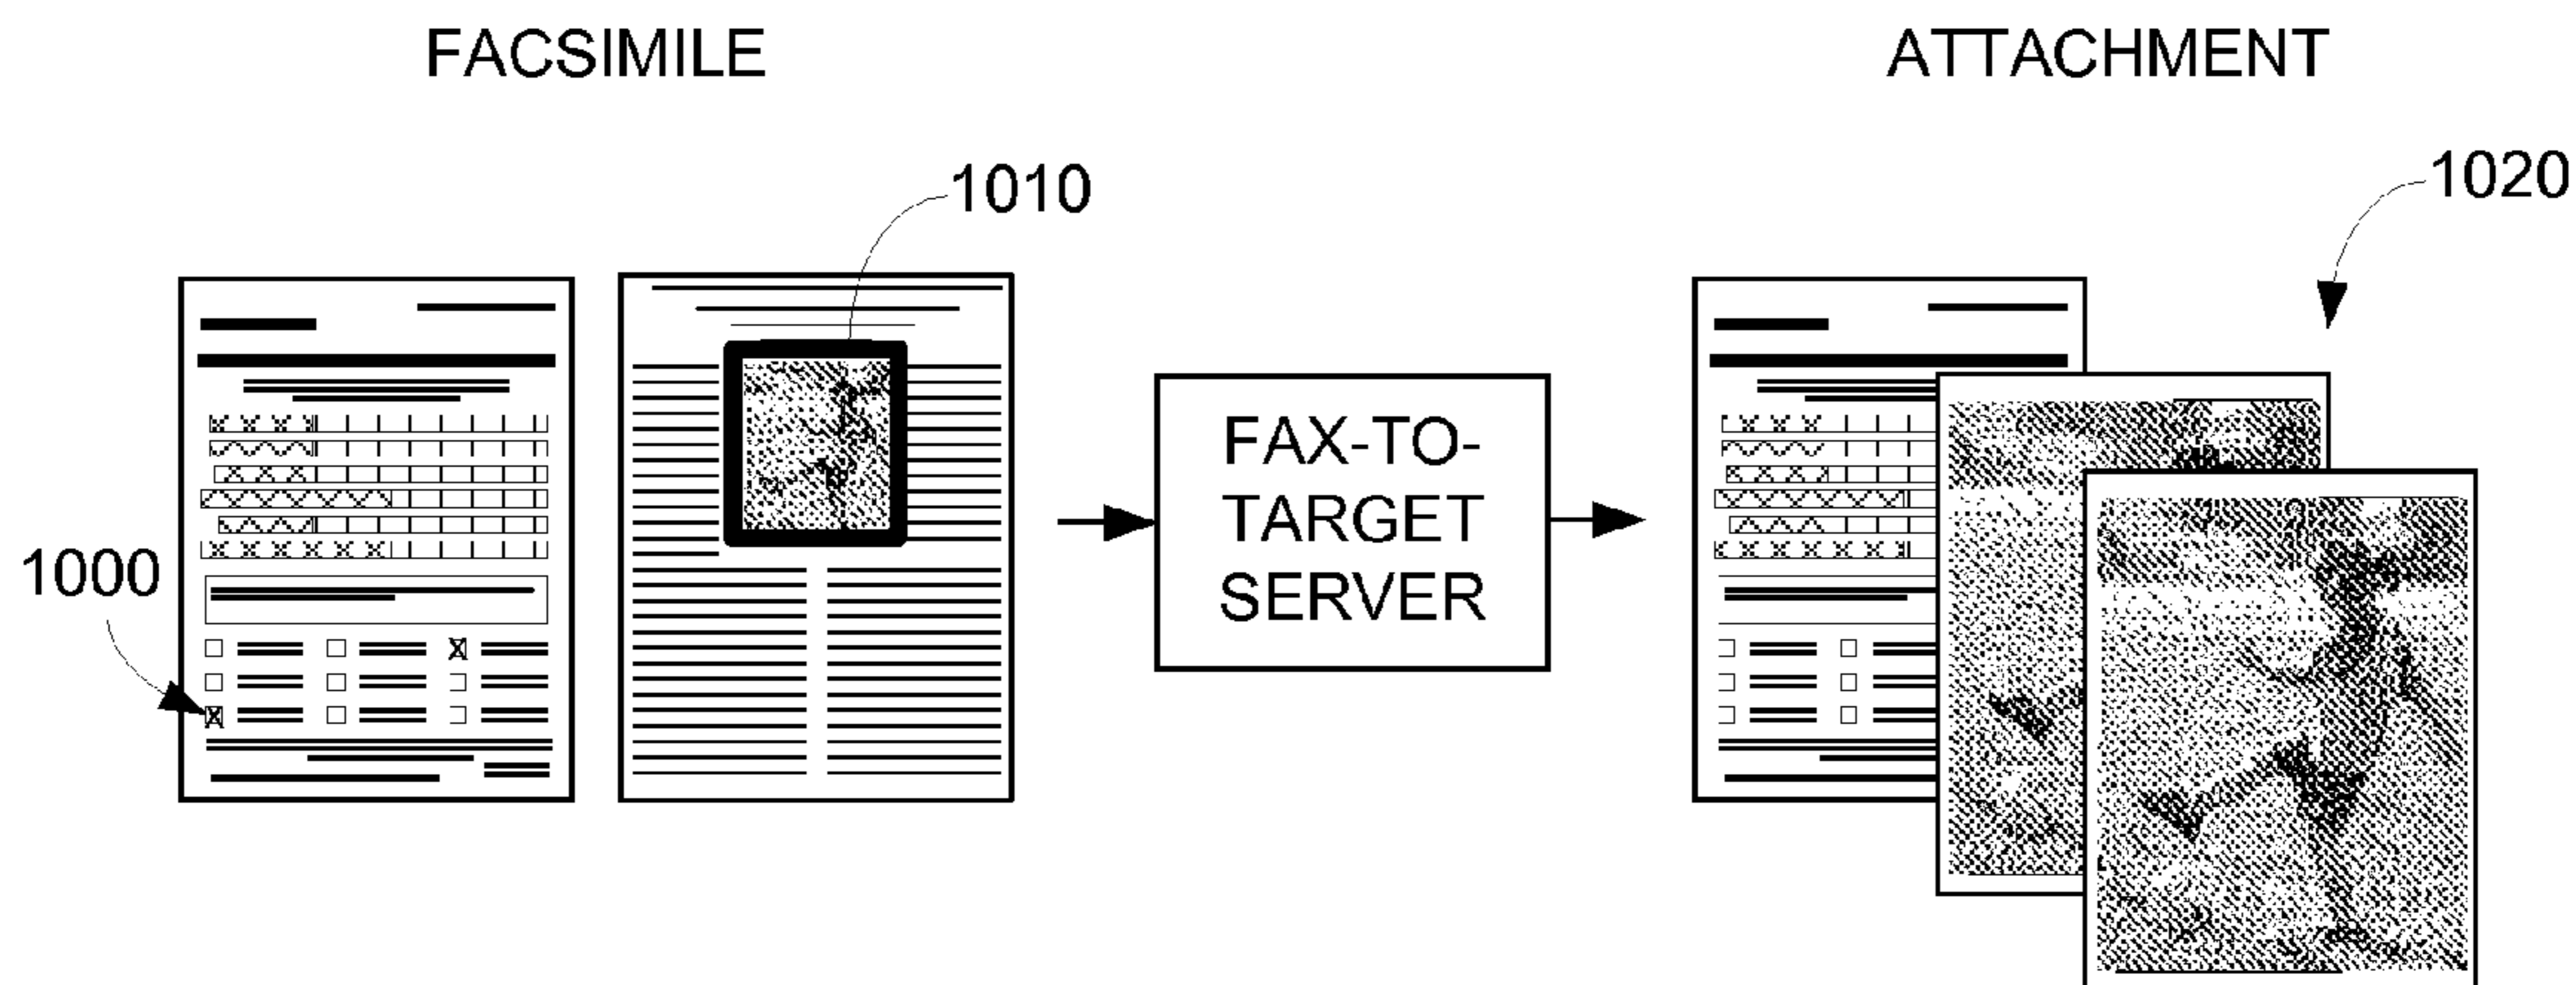 FACSIMILE
ATTACHMENT
1010
1020
1000
FAX-TO-
TARGET
SERVER